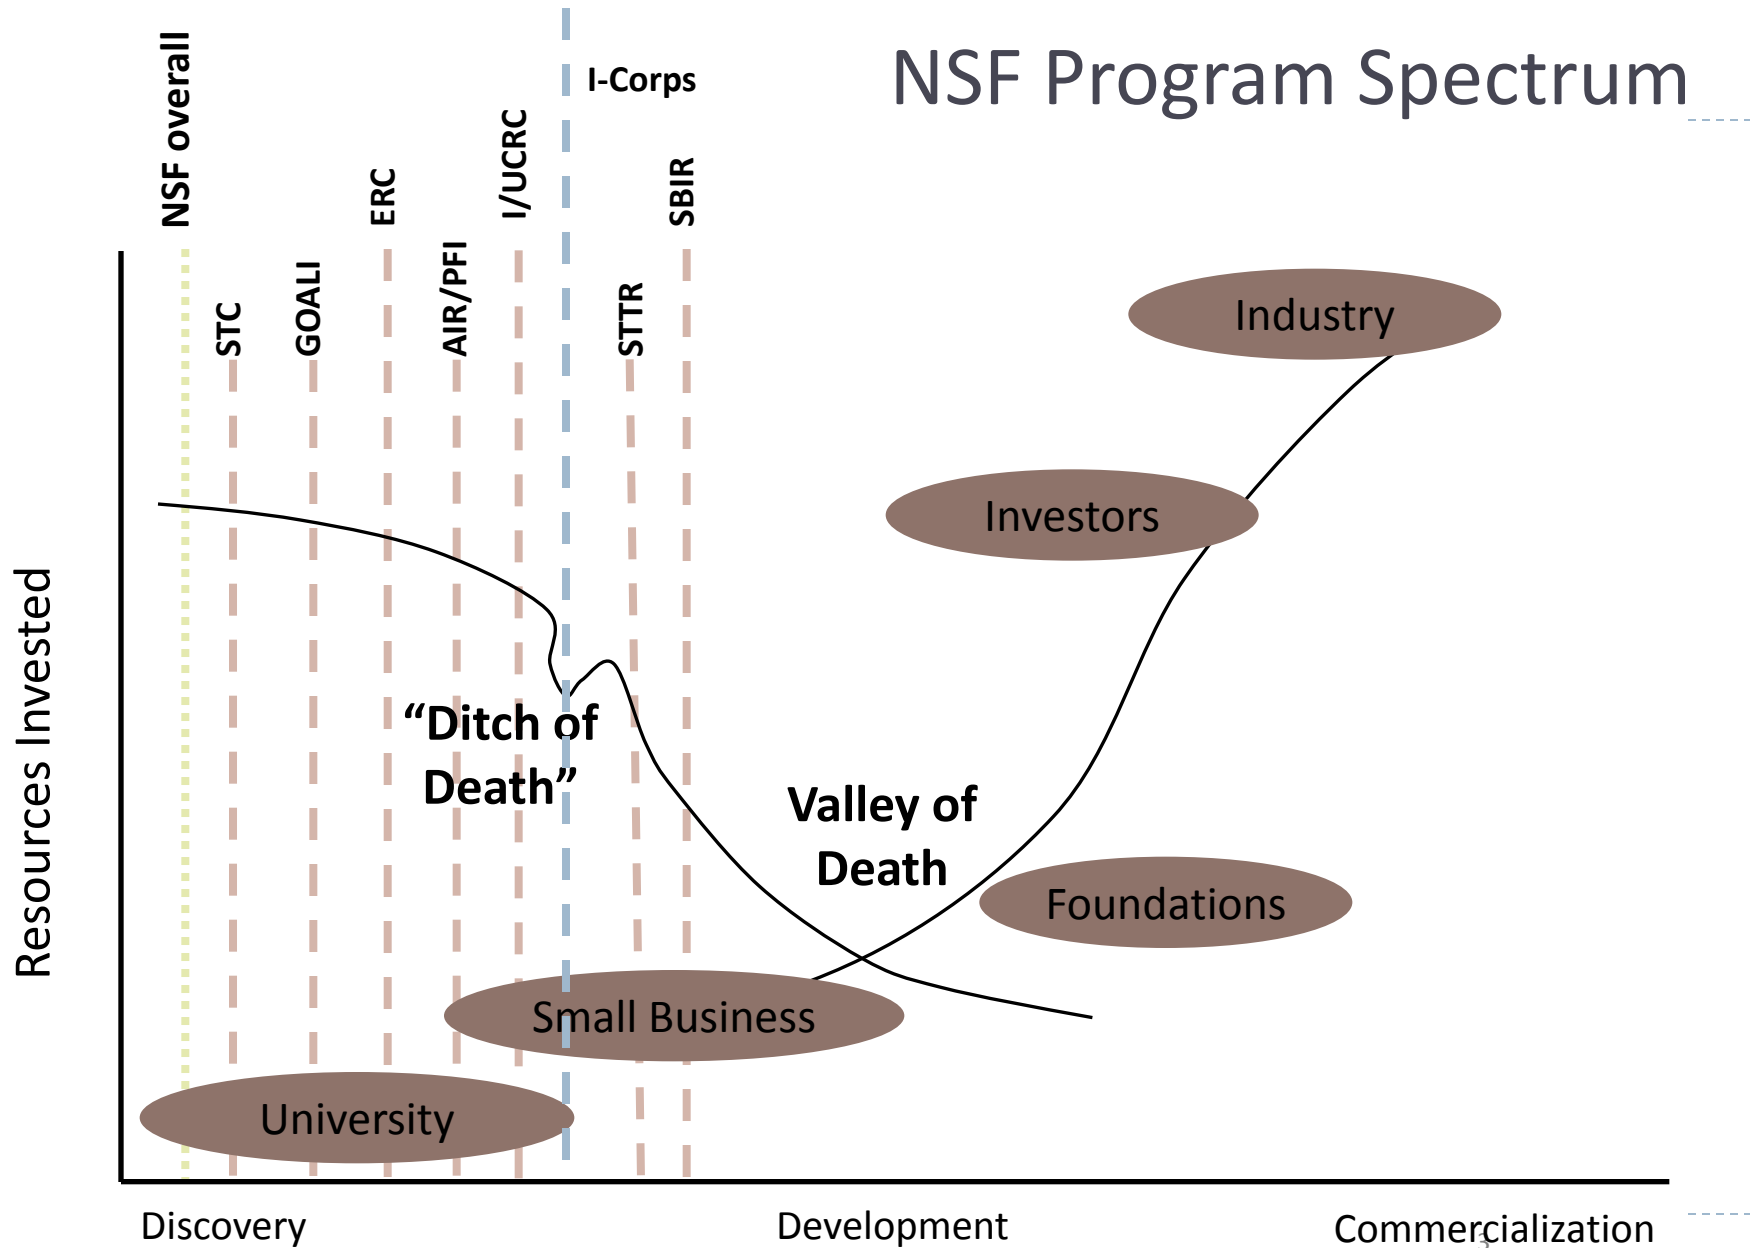 NSF Program Spectrum
I-Corps
NSF overall
STC
GOALI
ERC
AIR/PFI
I/UCRC
STTR
SBIR
Industry
Investors
Resources Invested
“Ditch of
Death”
Valley of
Death
Foundations
Small Business
University
Discovery
Development
Commercialization
3